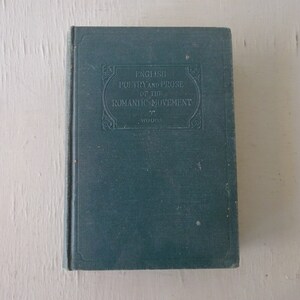 ENGLISH
POETRY AND PROSE
OF THE
ROMANTIC MOVEMENT